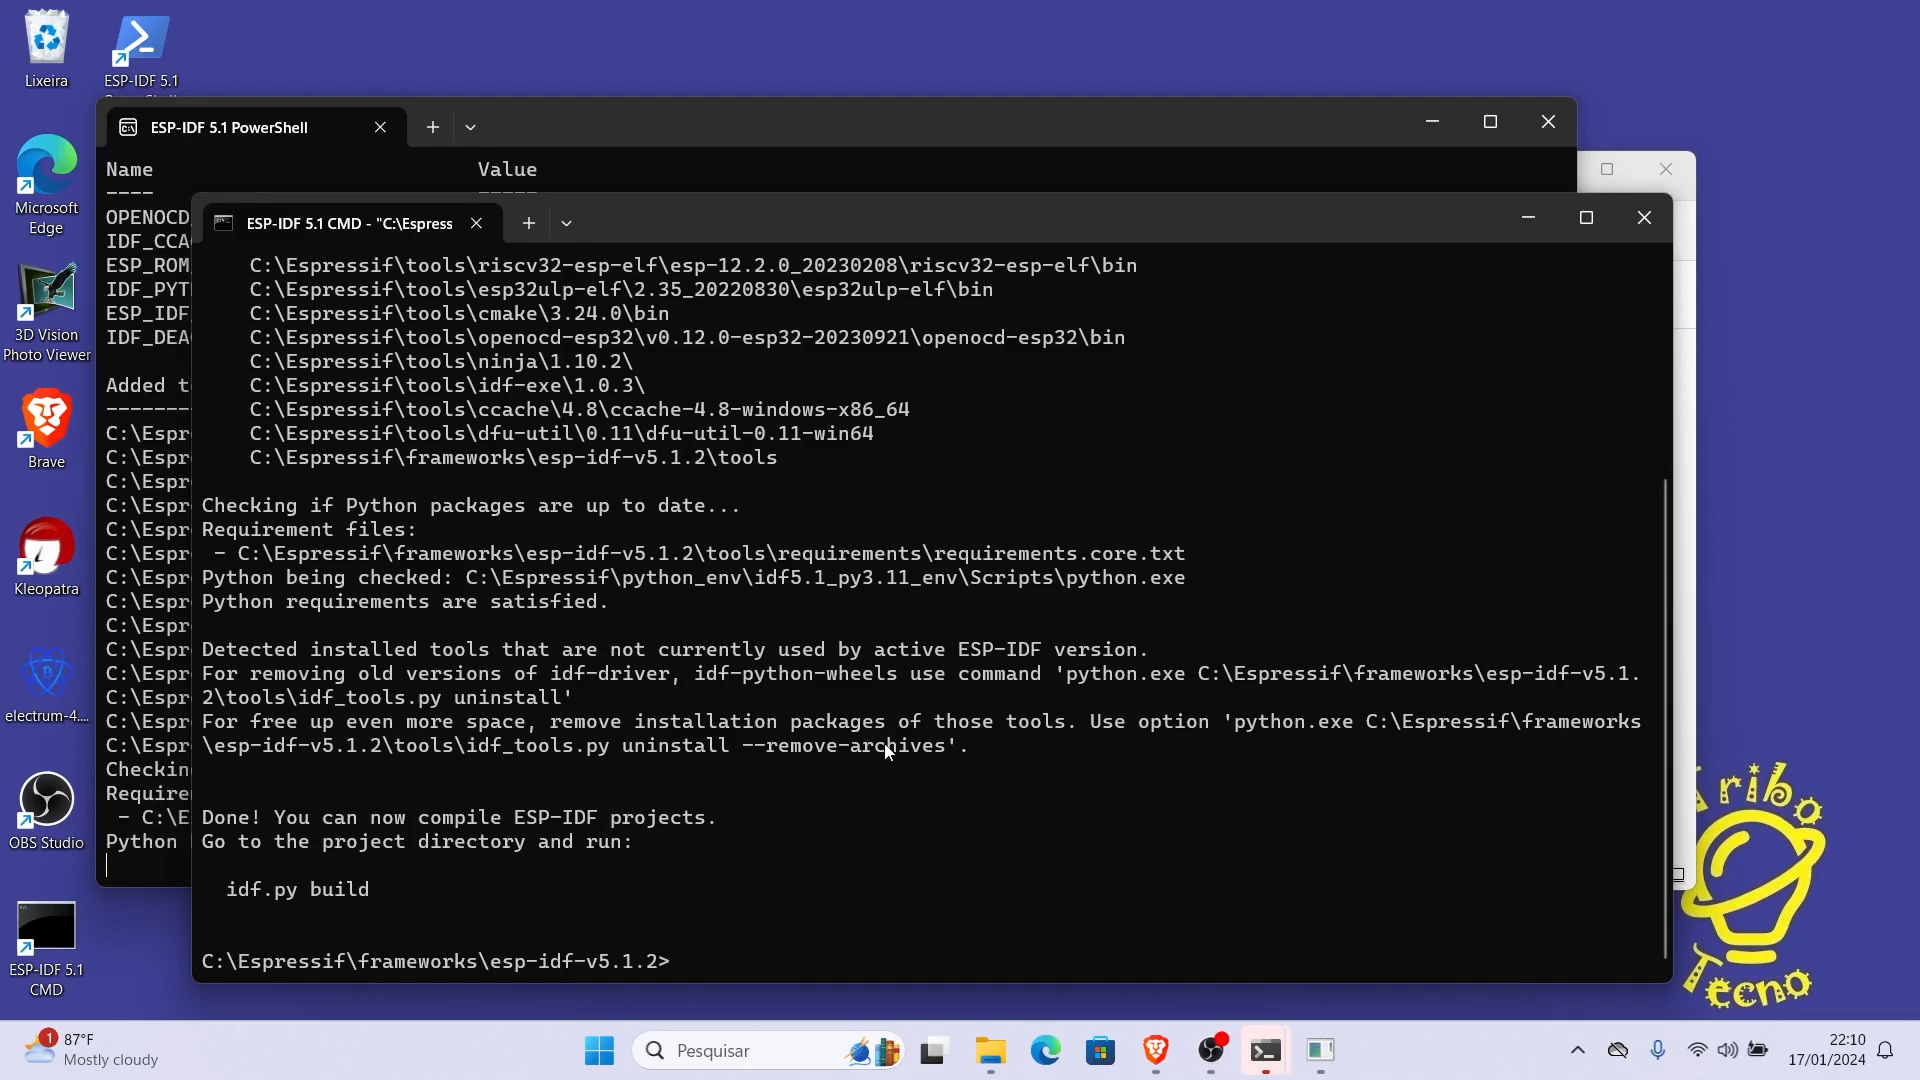 Lixeira
ESP-IDF 5.1
Microsoft
Edge
3D Vision
Photo Viewer
Brave
Kleopatra
electrum-4....
OBS Studio
ESP-IDF 5.1
CMD
ESP-IDF 5.1 PowerShell
Name Value
---- -----
OPENOCD_
IDF_CCA
ESP_ROM
IDF_PYT
ESP_IDF
IDF_DEA
Added t
-------
C:\Espr
C:\Espr
C:\Espr
C:\Espr
C:\Espr
C:\Espr
C:\Espr
C:\Espr
C:\Espr
C:\Espr
C:\Espr
C:\Espr
C:\Espr
C:\Espr
Checkin
Require
- C:\E
Python
ESP-IDF 5.1 CMD - "C:\Espress
C:\Espressif\tools\riscv32-esp-elf\esp-12.2.0_20230208\riscv32-esp-elf\bin
C:\Espressif\tools\esp32ulp-elf\2.35_20220830\esp32ulp-elf\bin
C:\Espressif\tools\cmake\3.24.0\bin
C:\Espressif\tools\openocd-esp32\v0.12.0-esp32-20230921\openocd-esp32\bin
C:\Espressif\tools\ninja\1.10.2\
C:\Espressif\tools\idf-exe\1.0.3\
C:\Espressif\tools\ccache\4.8\ccache-4.8-windows-x86_64
C:\Espressif\tools\dfu-util\0.11\dfu-util-0.11-win64
C:\Espressif\frameworks\esp-idf-v5.1.2\tools
Checking if Python packages are up to date...
Requirement files:
- C:\Espressif\frameworks\esp-idf-v5.1.2\tools\requirements\requirements.core.txt
Python being checked: C:\Espressif\python_env\idf5.1_py3.11_env\Scripts\python.exe
Python requirements are satisfied.
Detected installed tools that are not currently used by active ESP-IDF version.
For removing old versions of idf-driver, idf-python-wheels use command 'python.exe C:\Espressif\frameworks\esp-idf-v5.1.
2\tools\idf_tools.py uninstall'
For free up even more space, remove installation packages of those tools. Use option 'python.exe C:\Espressif\frameworks
\esp-idf-v5.1.2\tools\idf_tools.py uninstall --remove-archives'.
Done! You can now compile ESP-IDF projects.
Go to the project directory and run:
idf.py build
C:\Espressif\frameworks\esp-idf-v5.1.2>
Tribo
Tecno
1
87°F
Mostly cloudy
Pesquisar
22:10
17/01/2024